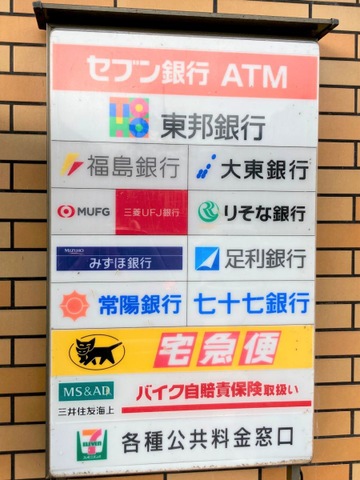 セブン銀行 ATM
東邦銀行
福島銀行
大東銀行
MUFG 三菱UFJ銀行
りそな銀行
MIZUHO
みずほ銀行
足利銀行
常陽銀行
七十七銀行
宅急便
MS&AD
三井住友海上
バイク自賠責保険取扱い
各種公共料金窓口